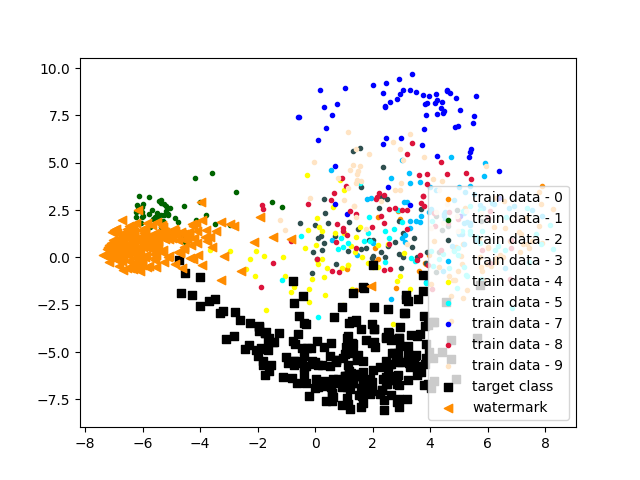 10.0
7.5
5.0
2.5
0.0
−2.5
−5.0
−7.5
−8 −6 −4 −2 0 2 4 6 8
train data - 0
train data - 1
train data - 2
train data - 3
train data - 4
train data - 5
train data - 7
train data - 8
train data - 9
target class
watermark